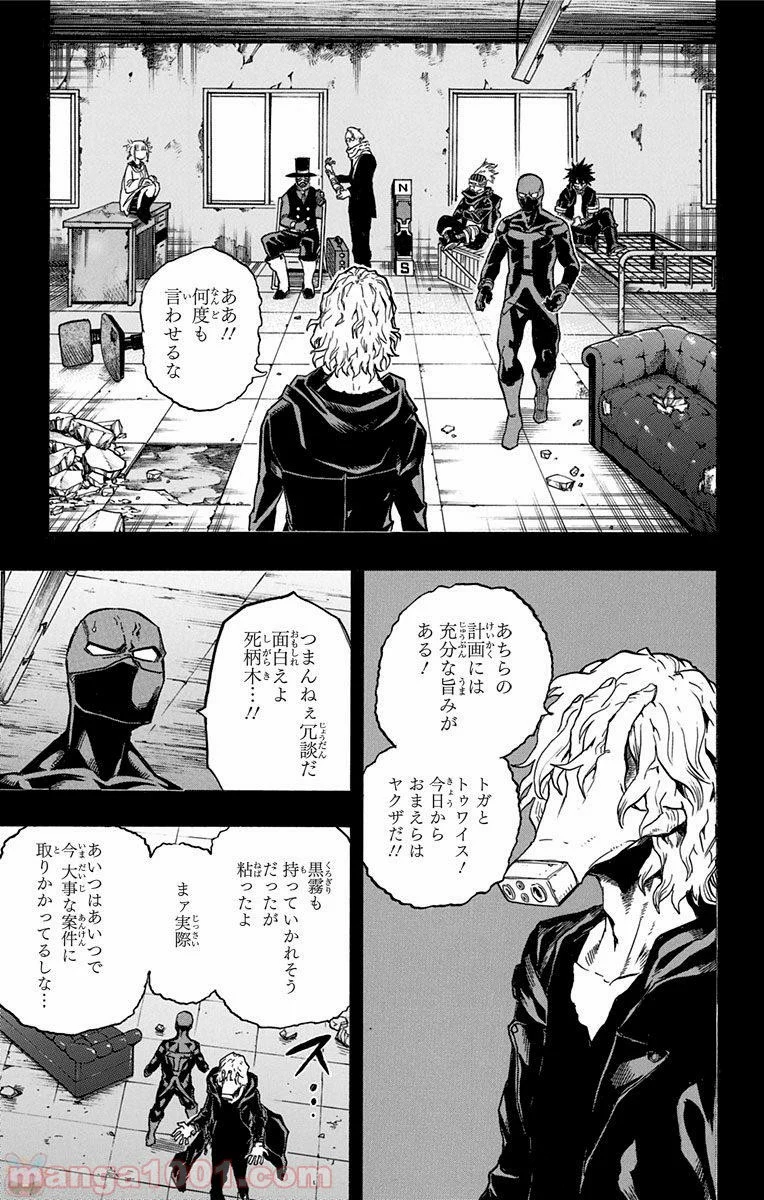 ああ!!
何度も
言わせるな
N
S
あちらの
計画には
充分な旨みが
ある!
トガと
トゥワイス!
今日から
おまえらは
ヤクザだ!!
つまんねぇ冗談だ
面白えよ
死柄木…!!
黒霧も
持っていかれそう
だったが
粘ったよ
まァ実際
あいつはあいつで
今大事な案件に
取りかかってるしな…
ス…
manga1001.com